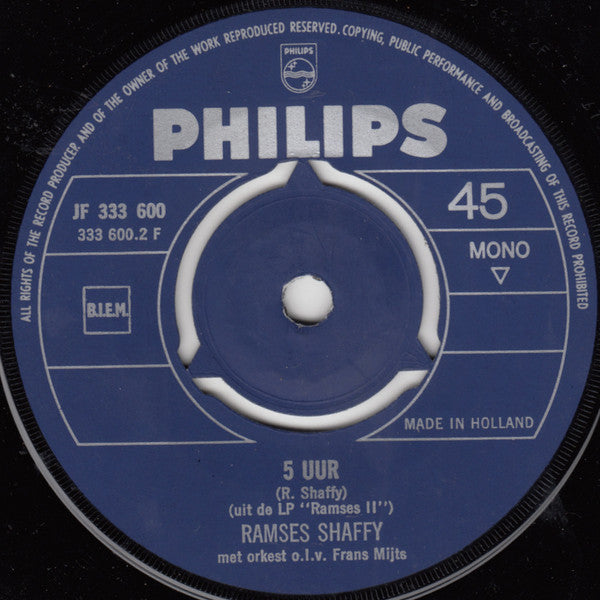 ALL RIGHTS OF THE RECORD PRODUCER AND OF THE OWNER OF THE WORK REPRODUCED RESERVED. COPYING, PUBLIC PERFORMANCE AND BROADCASTING OF THIS RECORD PROHIBITED
PHILIPS
PHILIPS
JF 333 600
333 600.2 F
45
MONO
B.I.E.M.
MADE IN HOLLAND
5 UUR
(R. Shaffy)
(uit de LP "Ramses II")
RAMSES SHAFFY
met orkest o.l.v. Frans Mijts